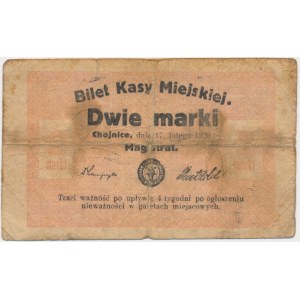 Bilet Kasy Miejskiej.
Dwie marki
Chojnice, dnia 17. lutego 1920.
Magistrat.
Traci ważność po upływie 4 tygodni po ogłoszeniu
nieważności w gazetach miejscowych.